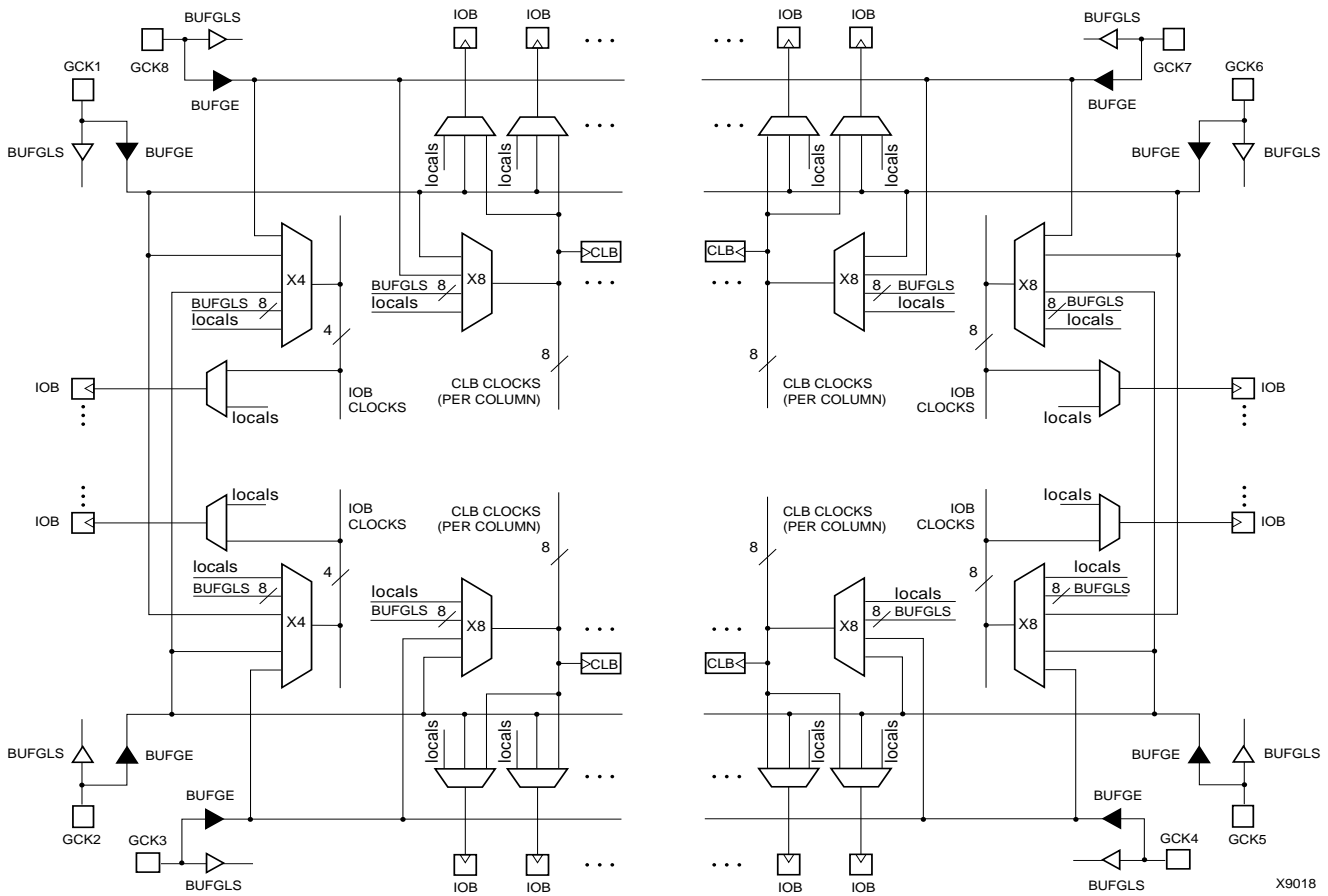 BUFGLS
IOB
IOB
IOB
IOB
BUFGLS
GCK8
GCK7
GCK1
BUFGE
BUFGE
GCK6
BUFGLS
BUFGE
BUFGE
BUFGLS
locals
locals
locals
locals
X4
X8
CLB
CLB
X8
X8
BUFGLS 8
locals
BUFGLS 8
locals
8 BUFGLS
locals
8 BUFGLS
locals
4
8
8
8
IOB
locals
IOB
CLOCKS
CLB CLOCKS
(PER COLUMN)
CLB CLOCKS
(PER COLUMN)
IOB
CLOCKS
locals
IOB
IOB
locals
IOB
CLOCKS
CLB CLOCKS
(PER COLUMN)
CLB CLOCKS
(PER COLUMN)
IOB
CLOCKS
locals
IOB
8
8
locals
BUFGLS 8
4
locals
BUFGLS 8
locals
8 BUFGLS
8
locals
8 BUFGLS
X4
X8
X8
X8
CLB
CLB
BUFGLS
BUFGE
locals
locals
locals
locals
BUFGE
BUFGLS
GCK2
BUFGE
BUFGE
GCK5
GCK3
GCK4
BUFGLS
IOB
IOB
IOB
IOB
BUFGLS
X9018